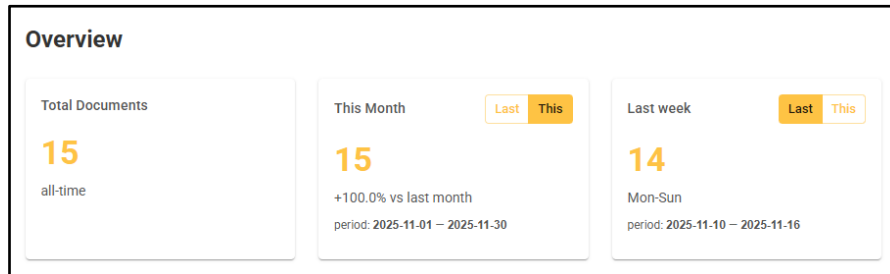 Overview
Total Documents
15
all-time
This Month
Last This
15
+100.0% vs last month
period: 2025-11-01 — 2025-11-30
Last week
Last This
14
Mon-Sun
period: 2025-11-10 — 2025-11-16